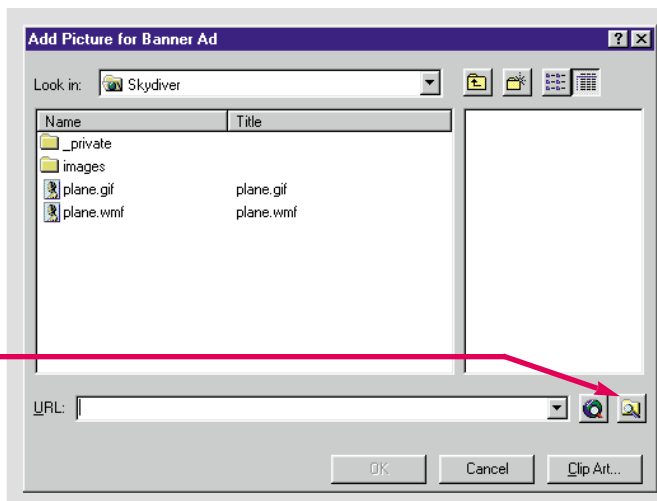 Add Picture for Banner Ad
Look in: Skydiver
Name Title
_private
images
plane.gif plane.gif
plane.wmf plane.wmf
URL:
OK Cancel Clip Art...